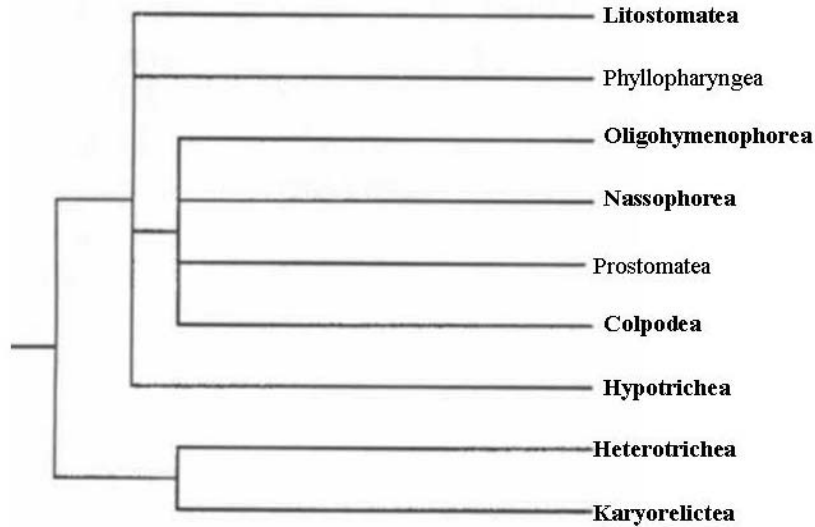 Litostomatea
Phyllopharyngea
Oligohymenophorea
Nassophorea
Prostomatea
Colpodea
Hypotrichea
Heterotrichea
Karyorelictea